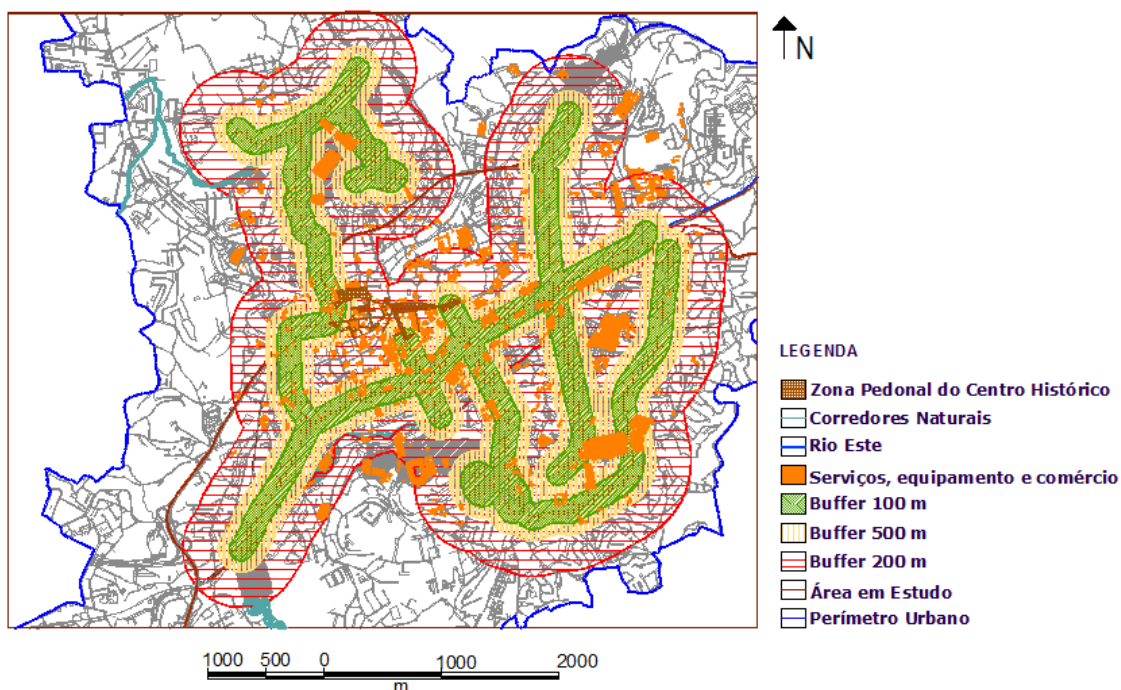 N
LEGENDA
Zona Pedonal do Centro Histórico
Corredores Naturais
Rio Este
Serviços, equipamento e comércio
Buffer 100 m
Buffer 500 m
Buffer 200 m
Área em Estudo
Perímetro Urbano
1000 500 0 1000 2000
m